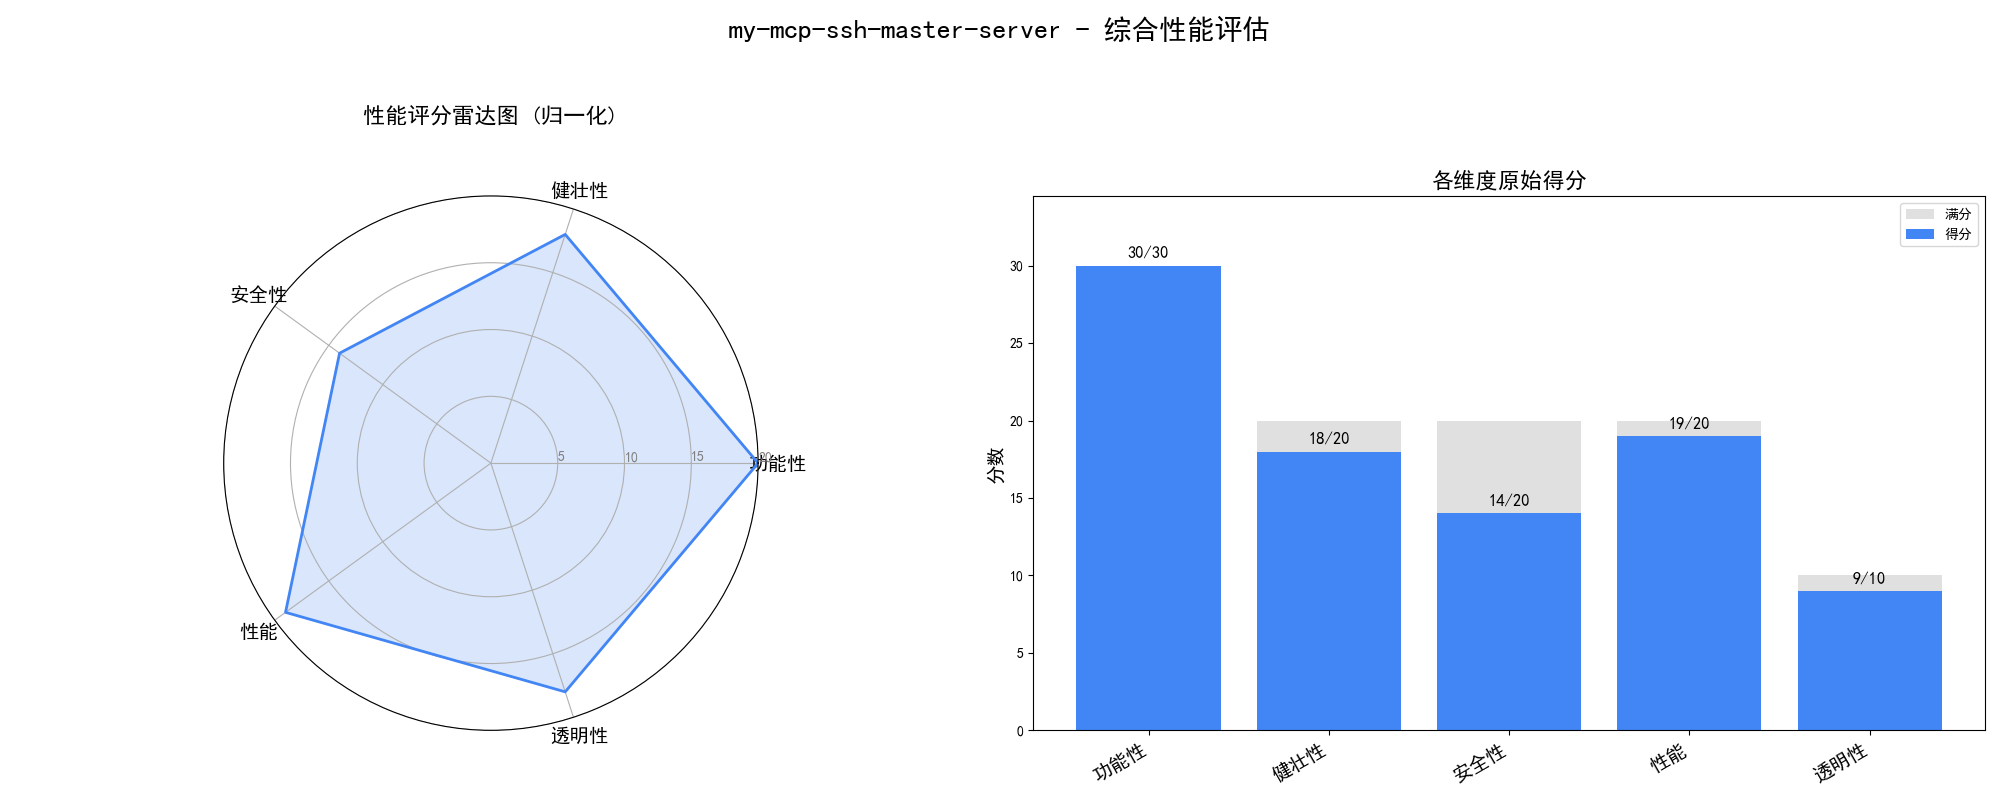 my-mcp-ssh-master-server - 综合性能评估
性能评分雷达图 (归一化)
健壮性
安全性
功能性
性能
透明性
5
10
15
20
各维度原始得分
满分
得分
分数
30
25
20
15
10
5
0
30/30
18/20
14/20
19/20
9/10
功能性
健壮性
安全性
性能
透明性